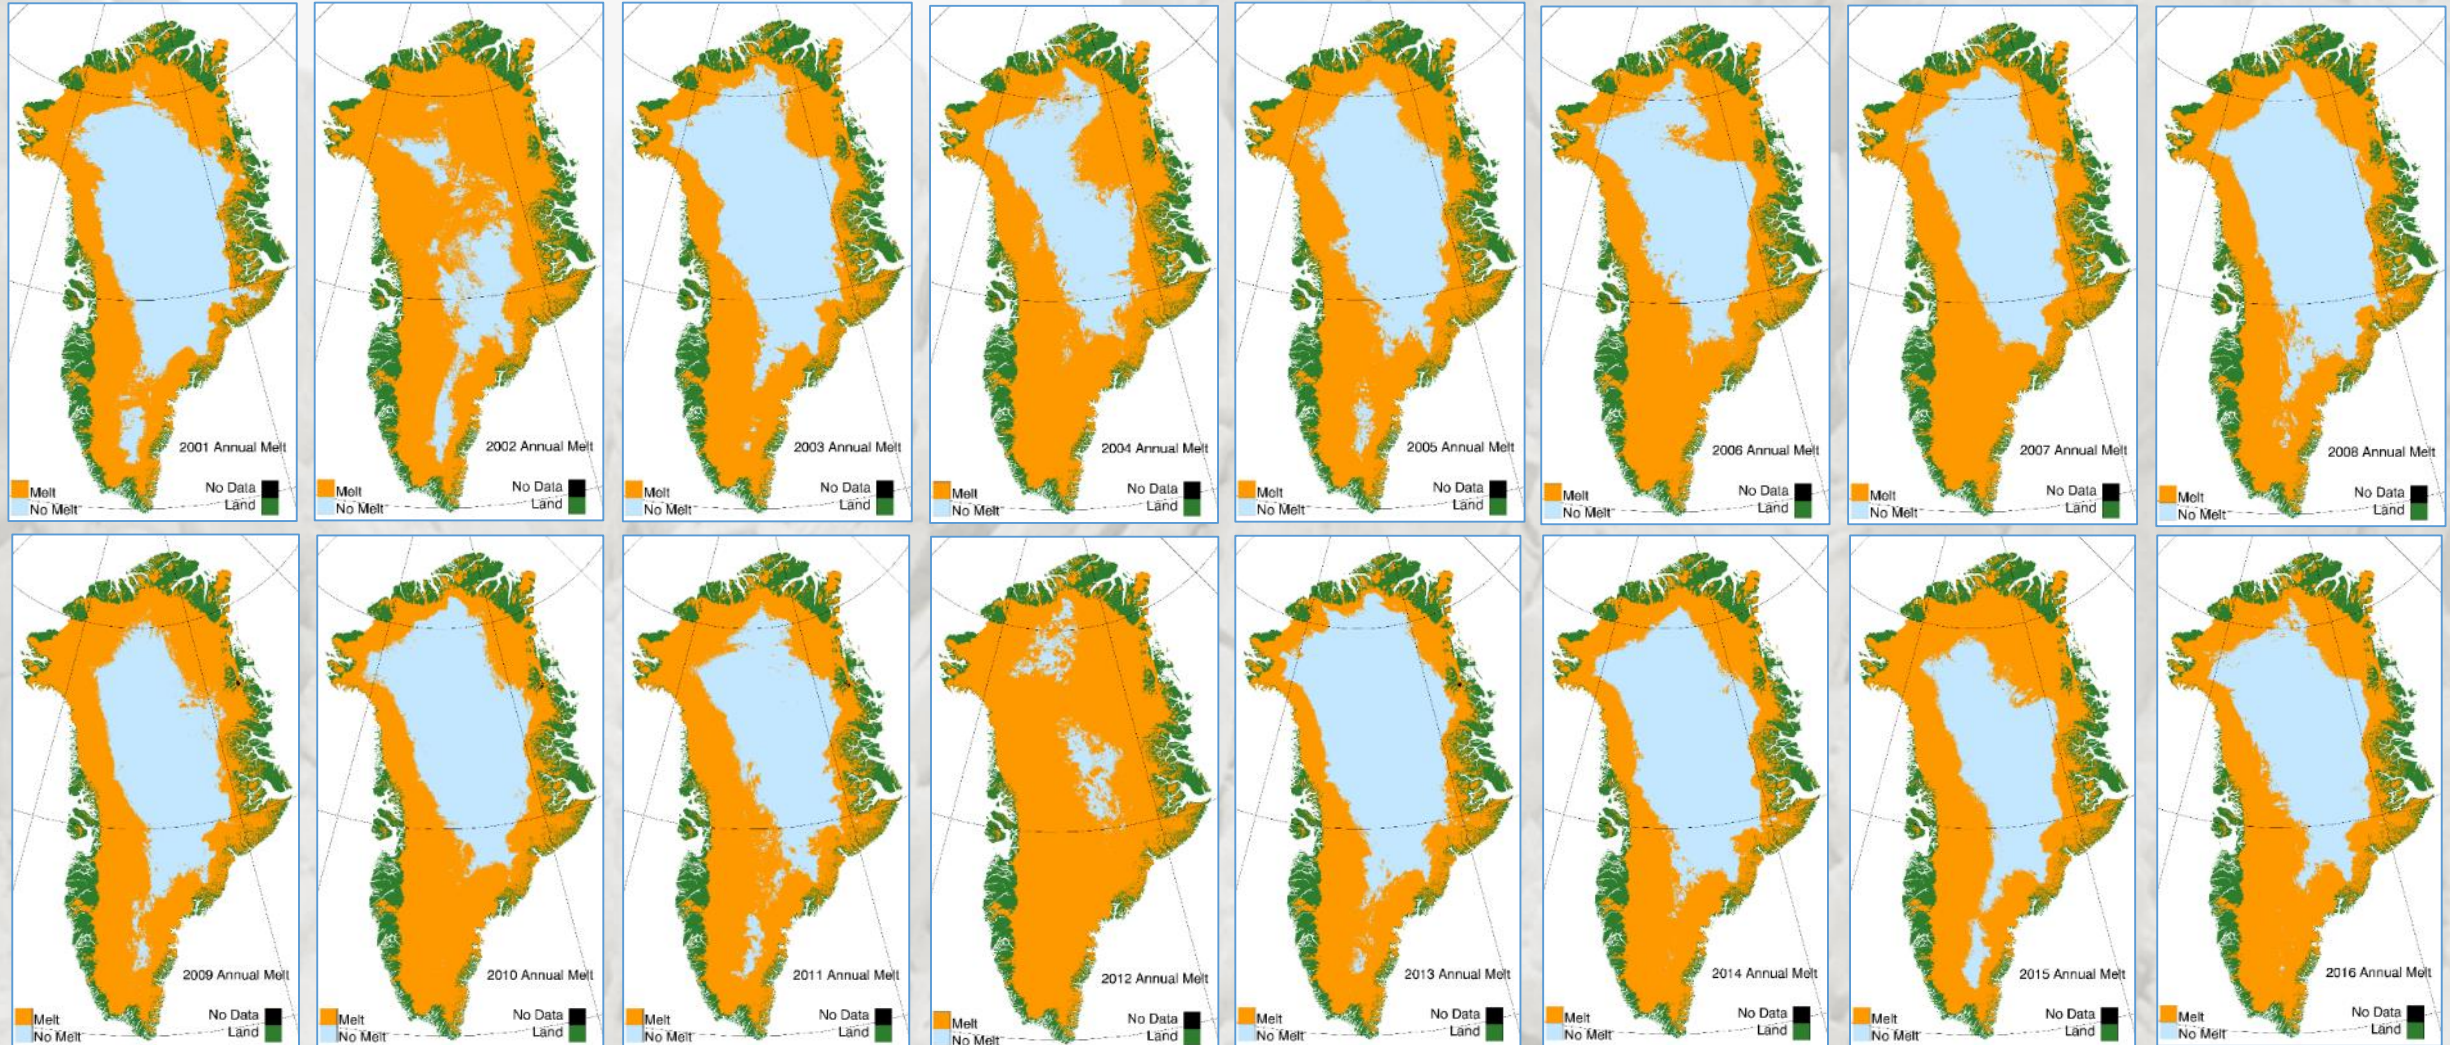 2001 Annual Melt
Melt
No Melt
No Data
Land
2002 Annual Melt
Melt
No Melt
No Data
Land
2003 Annual Melt
Melt
No Melt
No Data
Land
2004 Annual Melt
Melt
No Melt
No Data
Land
2005 Annual Melt
Melt
No Melt
No Data
Land
2006 Annual Melt
Melt
No Melt
No Data
Land
2007 Annual Melt
Melt
No Melt
No Data
Land
2008 Annual Melt
Melt
No Melt
No Data
Land
2009 Annual Melt
Melt
No Melt
No Data
Land
2010 Annual Melt
Melt
No Melt
No Data
Land
2011 Annual Melt
Melt
No Melt
No Data
Land
2012 Annual Melt
Melt
No Melt
No Data
Land
2013 Annual Melt
Melt
No Melt
No Data
Land
2014 Annual Melt
Melt
No Melt
No Data
Land
2015 Annual Melt
Melt
No Melt
No Data
Land
2016 Annual Melt
Melt
No Melt
No Data
Land